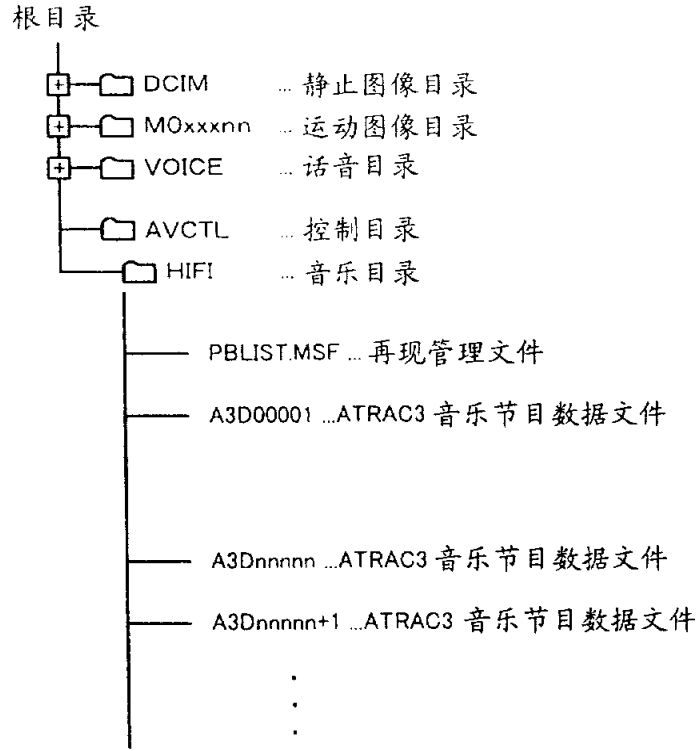 根目录
DCIM ...静止图像目录
M0xxxnn ...运动图像目录
VOICE ...话音目录
AVCTL ...控制目录
HIFI ...音乐目录
PBLIST.MSF ...再现管理文件
A3D00001 ...ATRAC3 音乐节目数据文件
A3Dnnnnn ...ATRAC3 音乐节目数据文件
A3Dnnnnn+1 ...ATRAC3 音乐节目数据文件